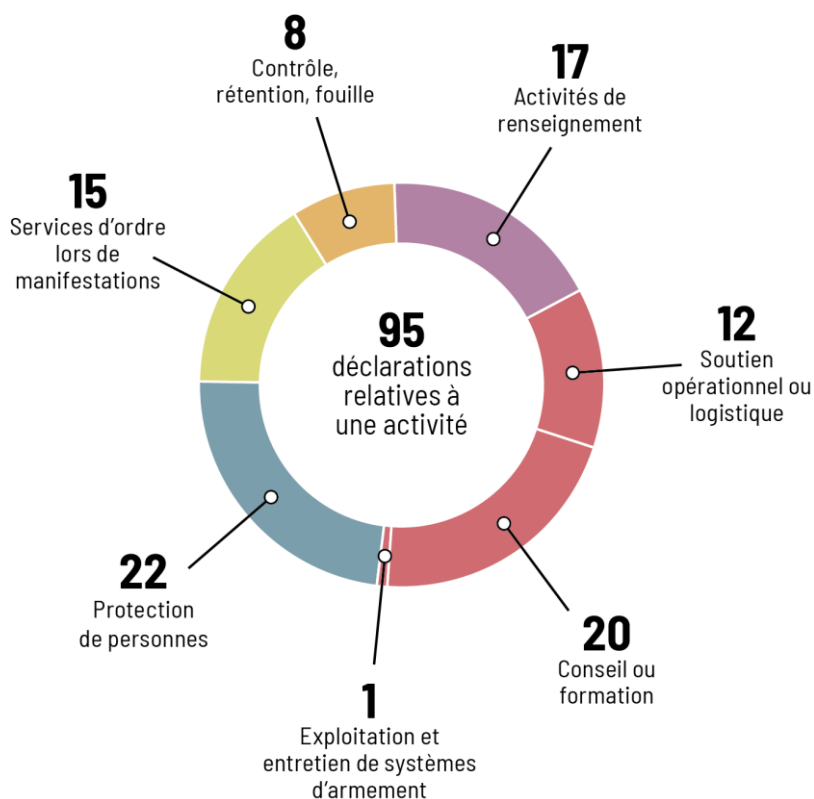 8
Contrôle,
rétention, fouille
17
Activités de
renseignement
15
Services d’ordre
lors de
manifestations
95
déclarations
relatives à
une activité
12
Soutien
opérationnel ou
logistique
22
Protection
de personnes
20
Conseil ou
formation
1
Exploitation et
entretien de systèmes
d’armement